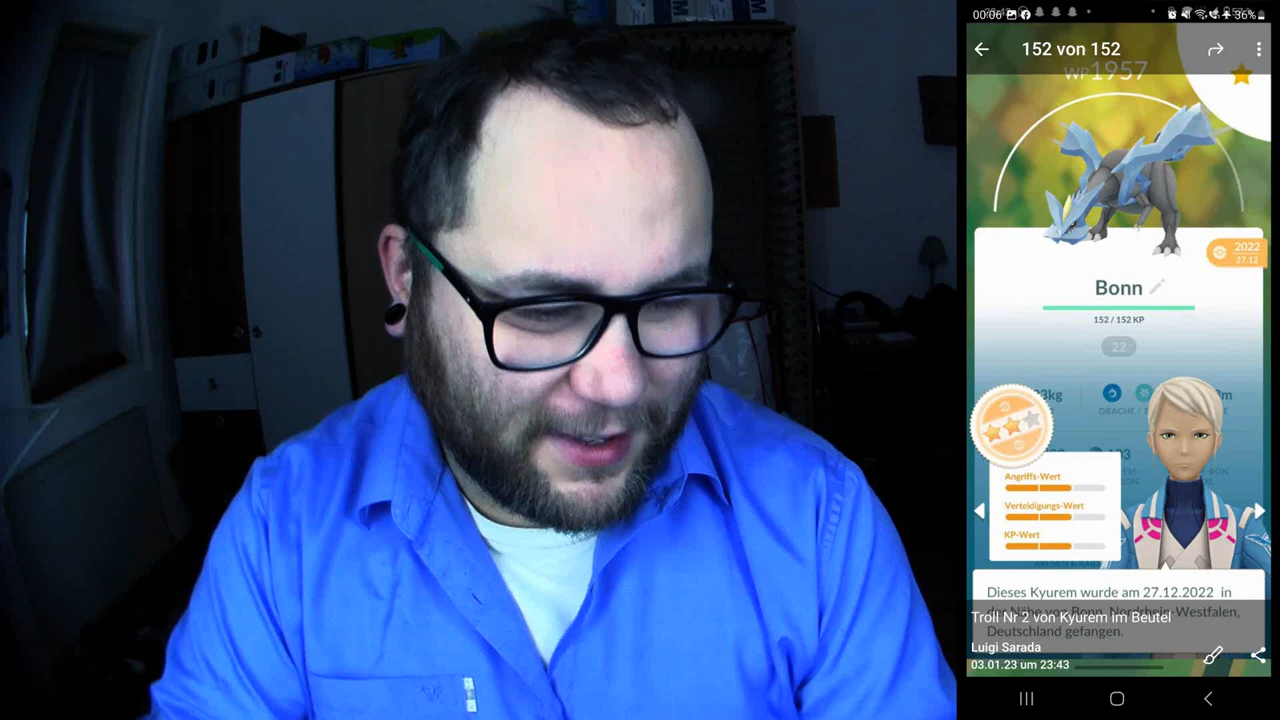 00:06
36%
152 von 152
WP1957
2022
27.12
Bonn
152 / 152 KP
22
DRACHE /
Angriffs-Wert
Verteidigungs-Wert
KP-Wert
Dieses Kyurem wurde am 27.12.2022 in
der Nähe von Bonn, Nordrhein-Westfalen,
Deutschland gefangen.
Troll Nr 2 von Kyurem im Beutel
Luigi Sarada
03.01.23 um 23:43